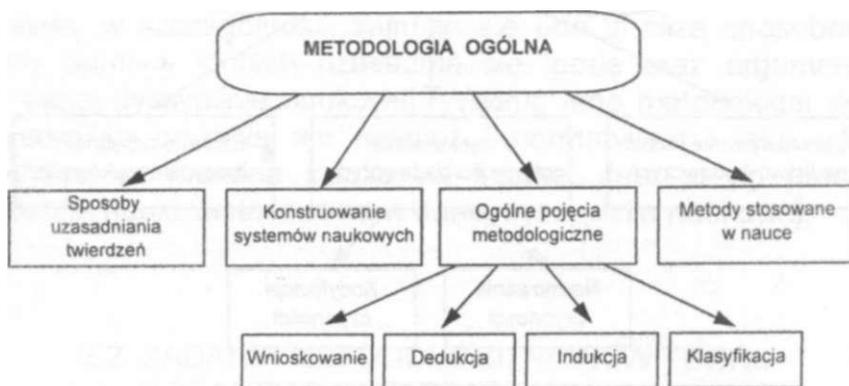 METODOLOGIA OGÓLNA
Sposoby
uzasadniania
twierdzeń
Konstruowanie
systemów naukowych
Ogólne pojęcia
metodologiczne
Metody stosowane
w nauce
Wnioskowanie
Dedukcja
Indukcja
Klasyfikacja